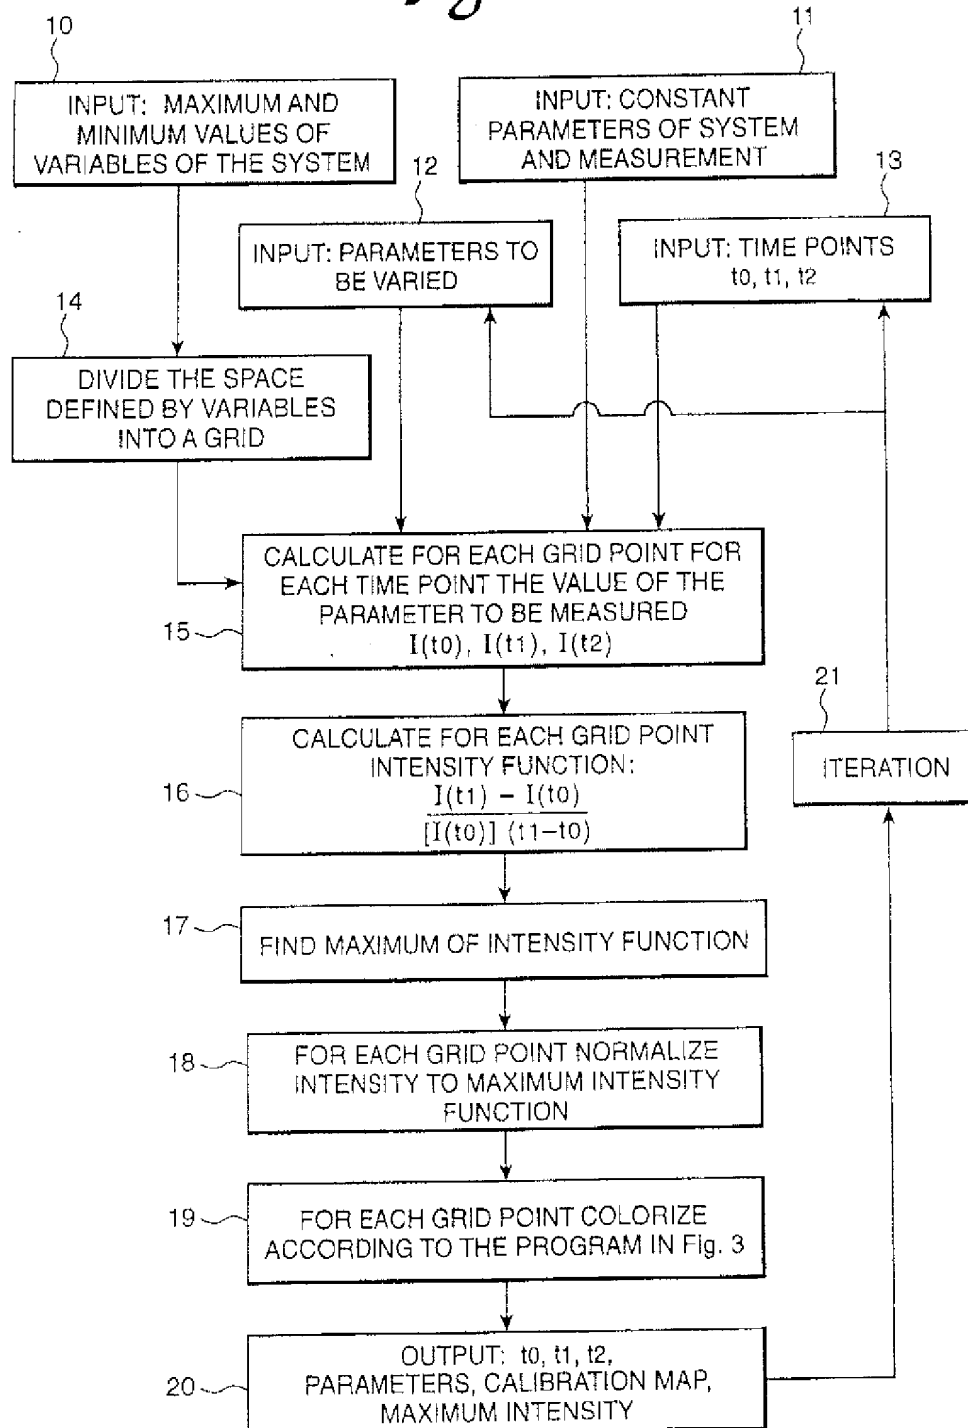 10
11
INPUT: MAXIMUM AND
MINIMUM VALUES OF
VARIABLES OF THE SYSTEM
INPUT: CONSTANT
PARAMETERS OF SYSTEM
AND MEASUREMENT
12
13
INPUT: PARAMETERS TO
BE VARIED
INPUT: TIME POINTS
t0, t1, t2
14
DIVIDE THE SPACE
DEFINED BY VARIABLES
INTO A GRID
CALCULATE FOR EACH GRID POINT FOR
EACH TIME POINT THE VALUE OF THE
PARAMETER TO BE MEASURED
I(t0), I(t1), I(t2)
15
21
ITERATION
CALCULATE FOR EACH GRID POINT
INTENSITY FUNCTION:
I(t1) – I(t0)
[I(t0)] (t1–t0)
16
17
FIND MAXIMUM OF INTENSITY FUNCTION
18
FOR EACH GRID POINT NORMALIZE
INTENSITY TO MAXIMUM INTENSITY
FUNCTION
19
FOR EACH GRID POINT COLORIZE
ACCORDING TO THE PROGRAM IN Fig. 3
20
OUTPUT: t0, t1, t2,
PARAMETERS, CALIBRATION MAP,
MAXIMUM INTENSITY